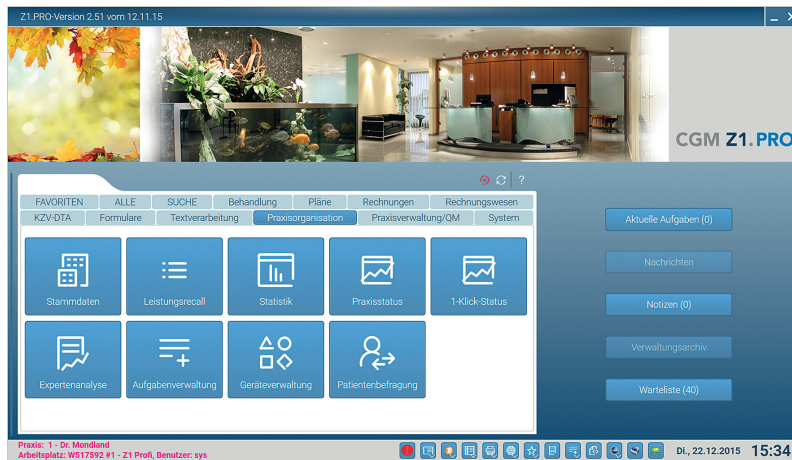 Z1.PRO-Version 2.51 vom 12.11.15
CGM Z1.PRO
?
FAVORITEN ALLE SUCHE Behandlung Pläne Rechnungen Rechnungswesen
KZV-DTA Formulare Textverarbeitung Praxisorganisation Praxisverwaltung/QM System
Stammdaten Leistungsrecall Statistik Praxisstatus 1-Klick-Status
Expertenanalyse Aufgabenverwaltung Geräteverwaltung Patientenbefragung
Aktuelle Aufgaben (0)
Nachrichten
Notizen (0)
Verwaltungsarchiv
Warteliste (40)
Praxis: 1 - Dr. Mondland
Arbeitsplatz: W517592 #1 - Z1 Profi, Benutzer: sys
Di., 22.12.2015 15:34